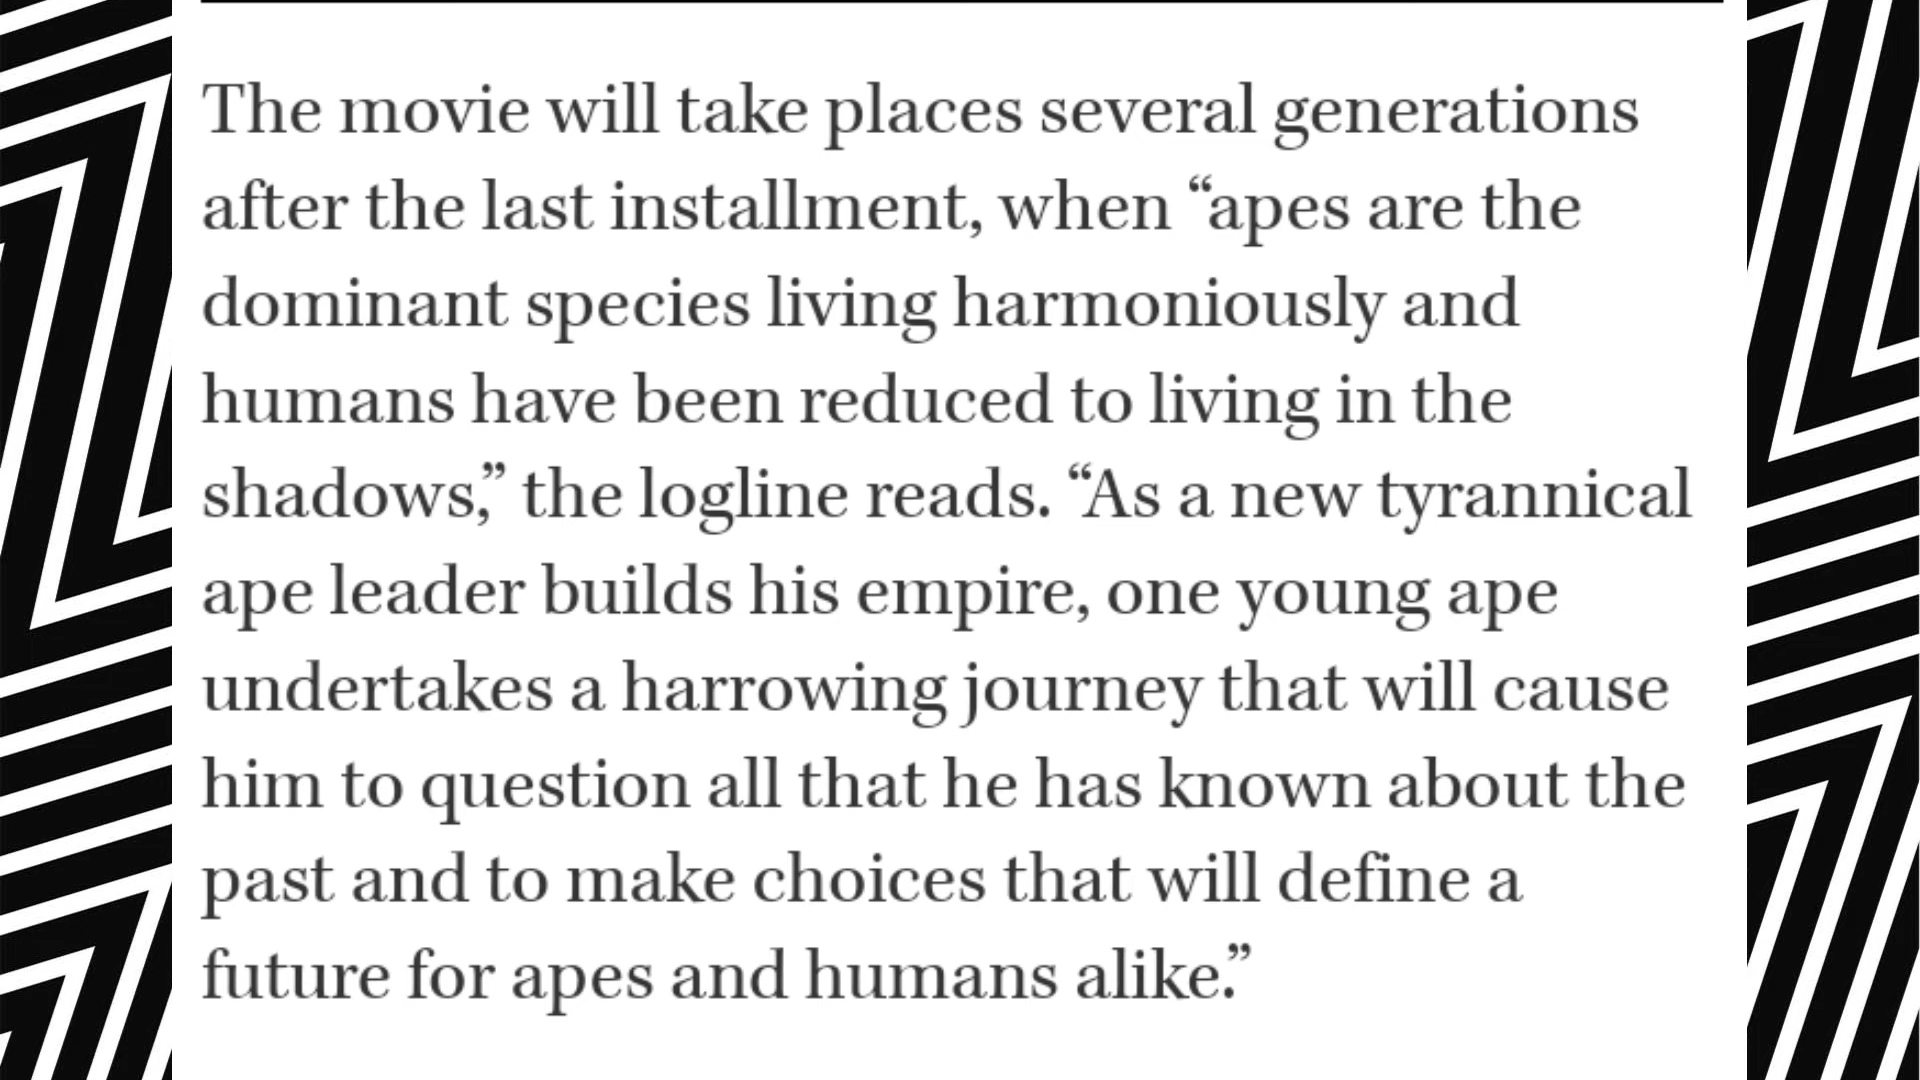 The movie will take places several generations
after the last installment, when “apes are the
dominant species living harmoniously and
humans have been reduced to living in the
shadows,” the logline reads. “As a new tyrannical
ape leader builds his empire, one young ape
undertakes a harrowing journey that will cause
him to question all that he has known about the
past and to make choices that will define a
future for apes and humans alike.”